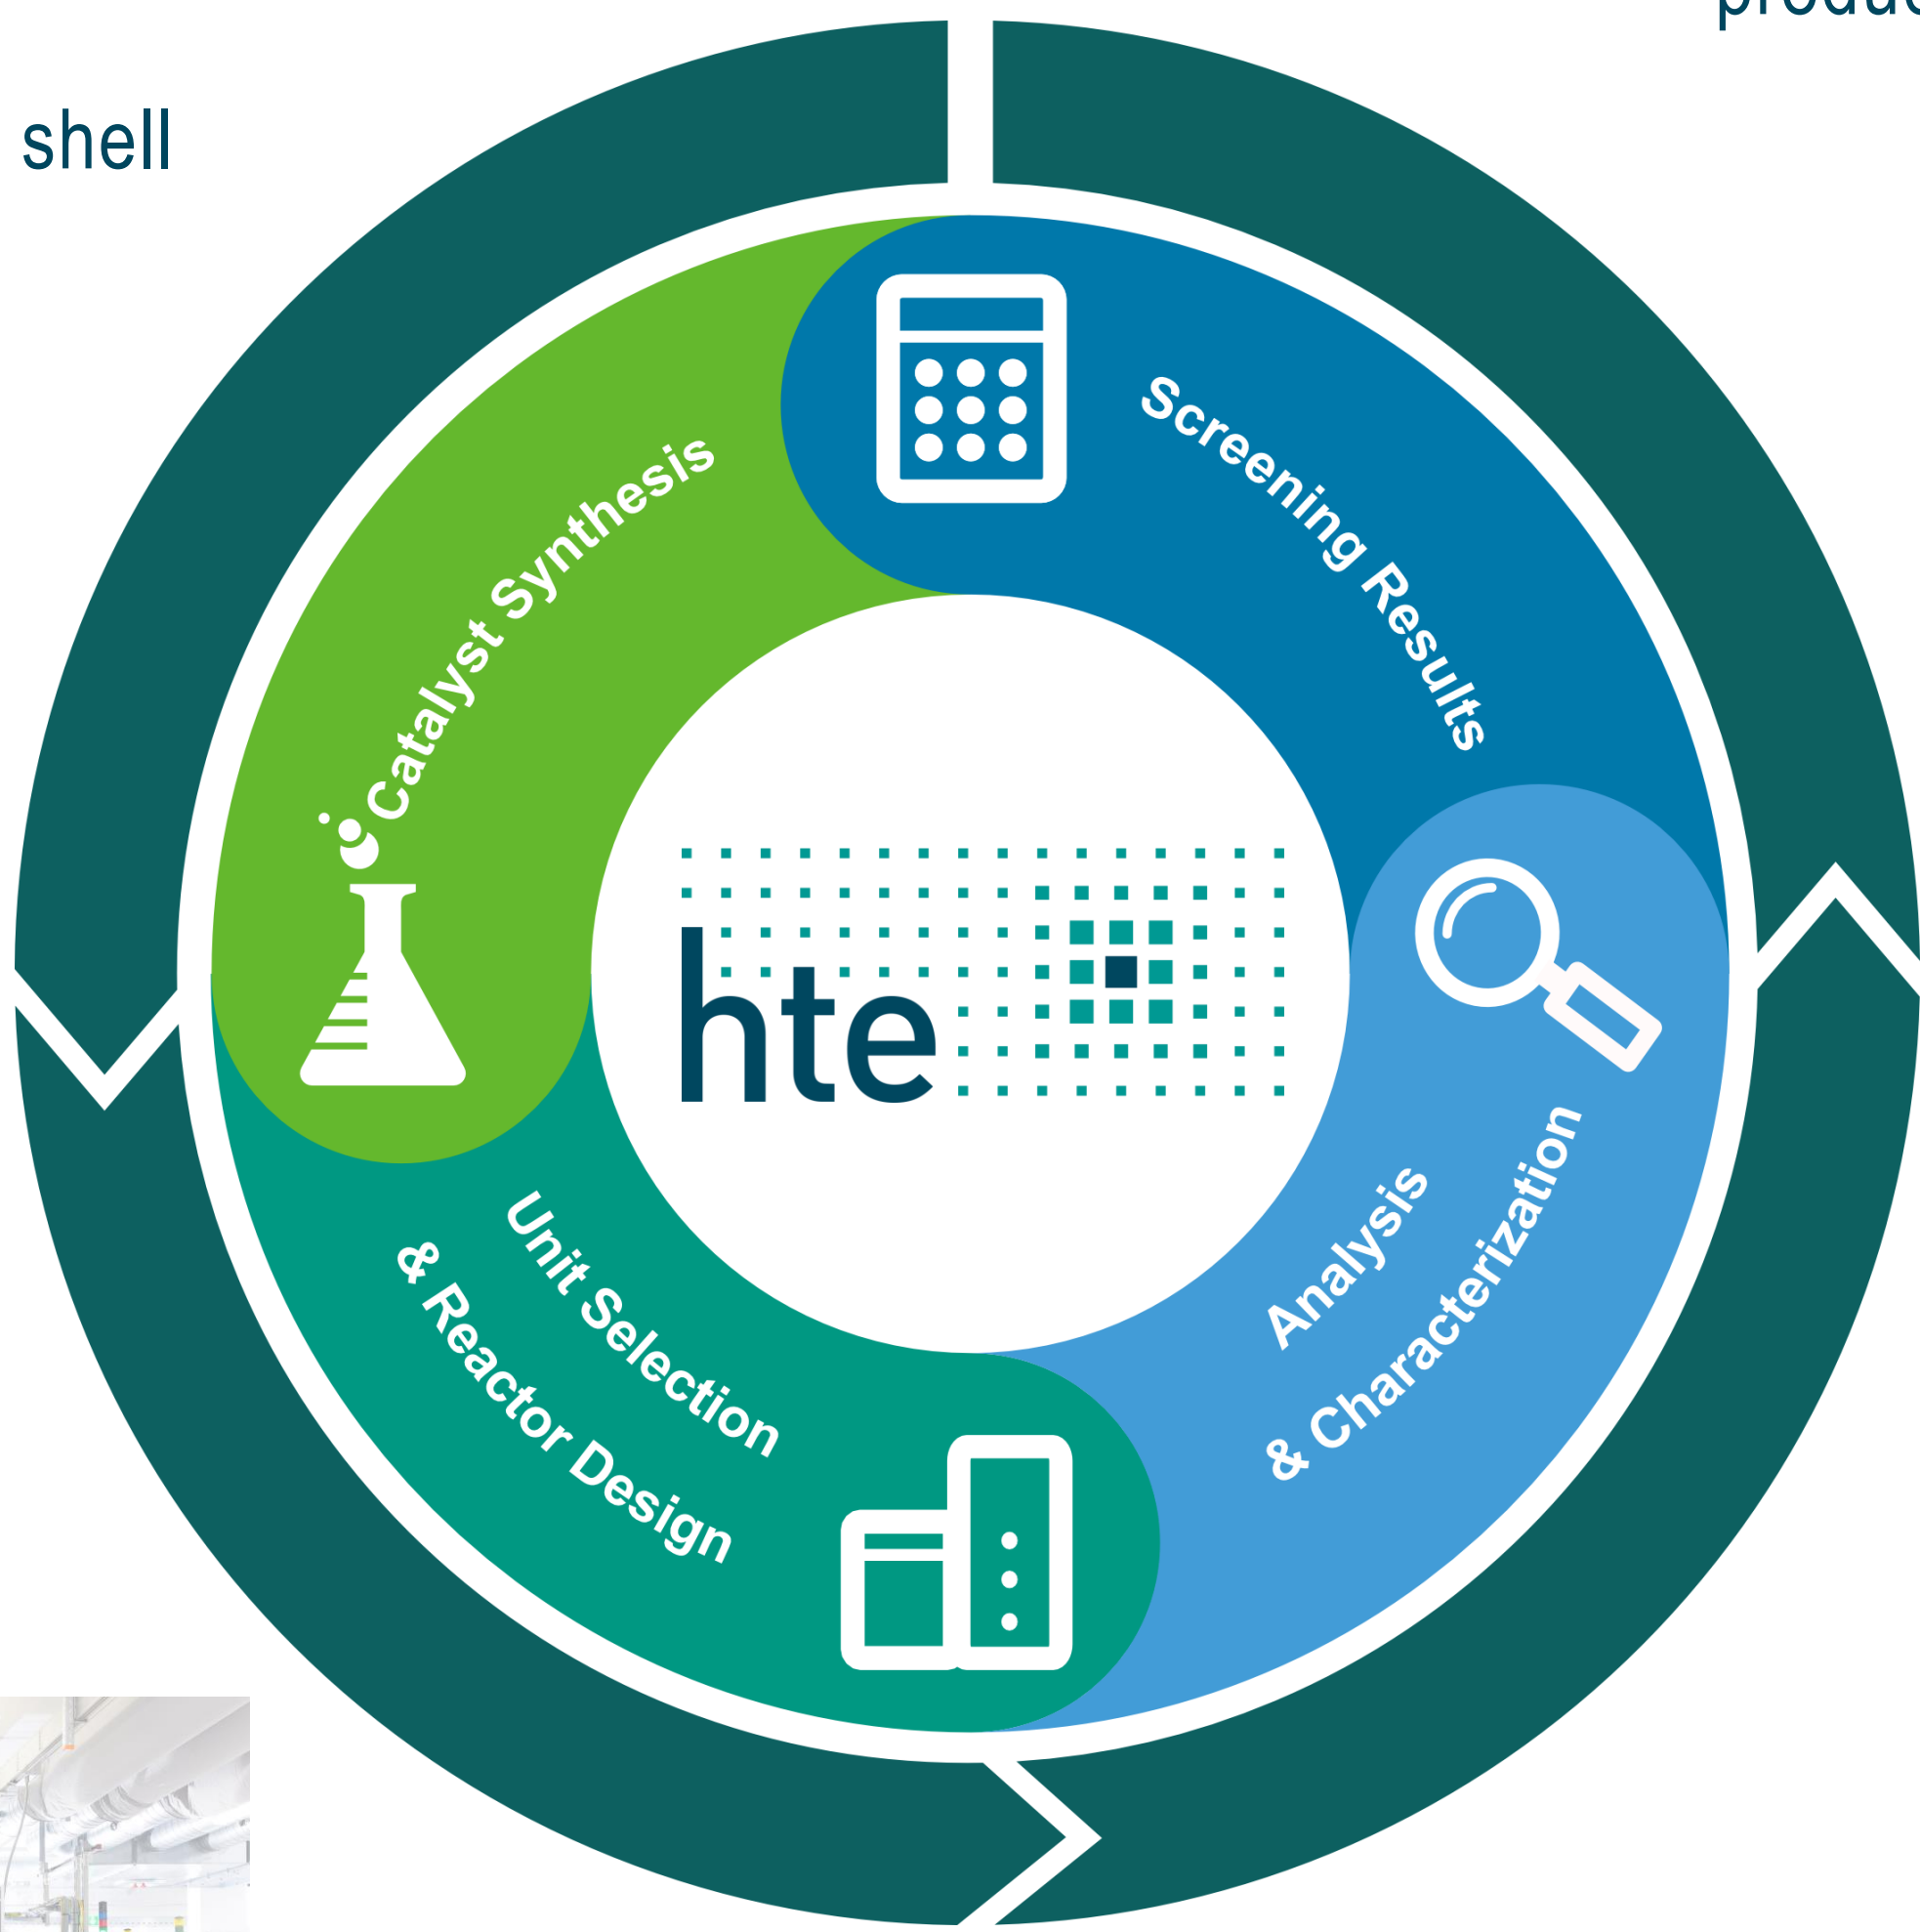 shell
Catalyst Synthesis
Screening Results
hte
Unit Selection
& Reactor Design
Analysis
& Characterization